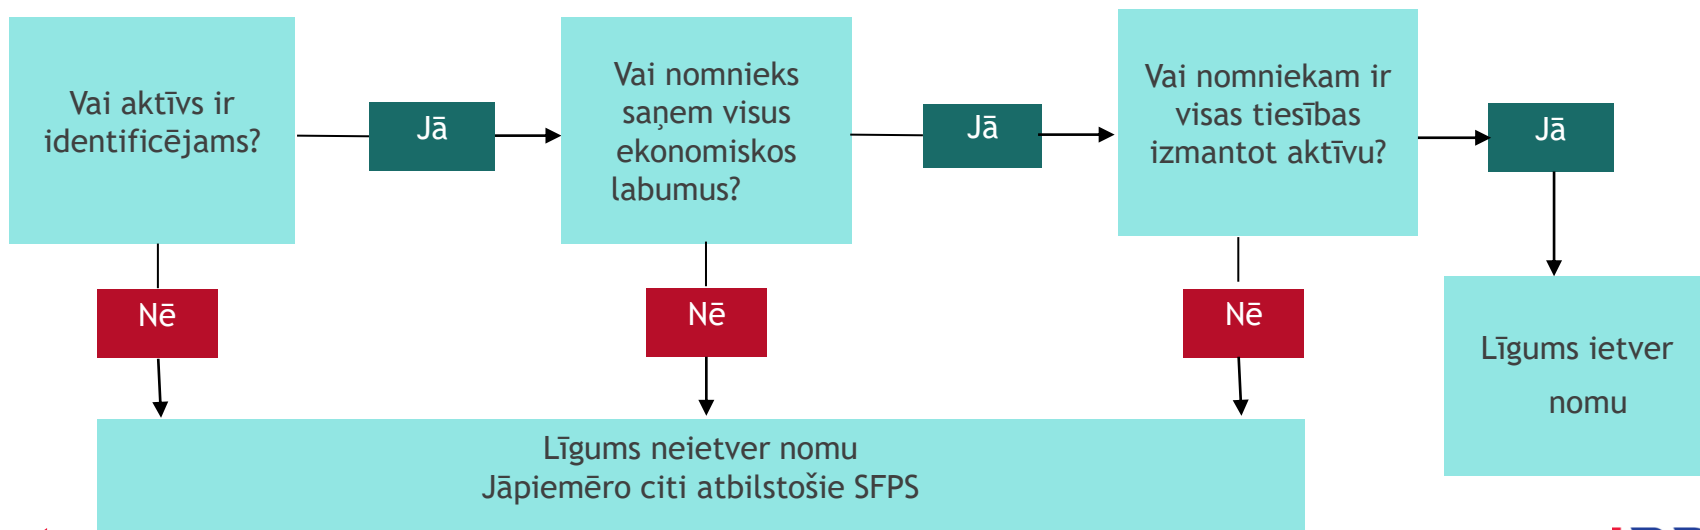 Vai aktīvs ir
identificējams?
Jā
Vai nomnieks
saņem visus
ekonomiskos
labumus?
Jā
Vai nomniekam ir
visas tiesības
izmantot aktīvu?
Jā
Nē
Nē
Nē
Līgums ietver
nomu
Līgums neietver nomu
Jāpiemēro citi atbilstošie SFPS